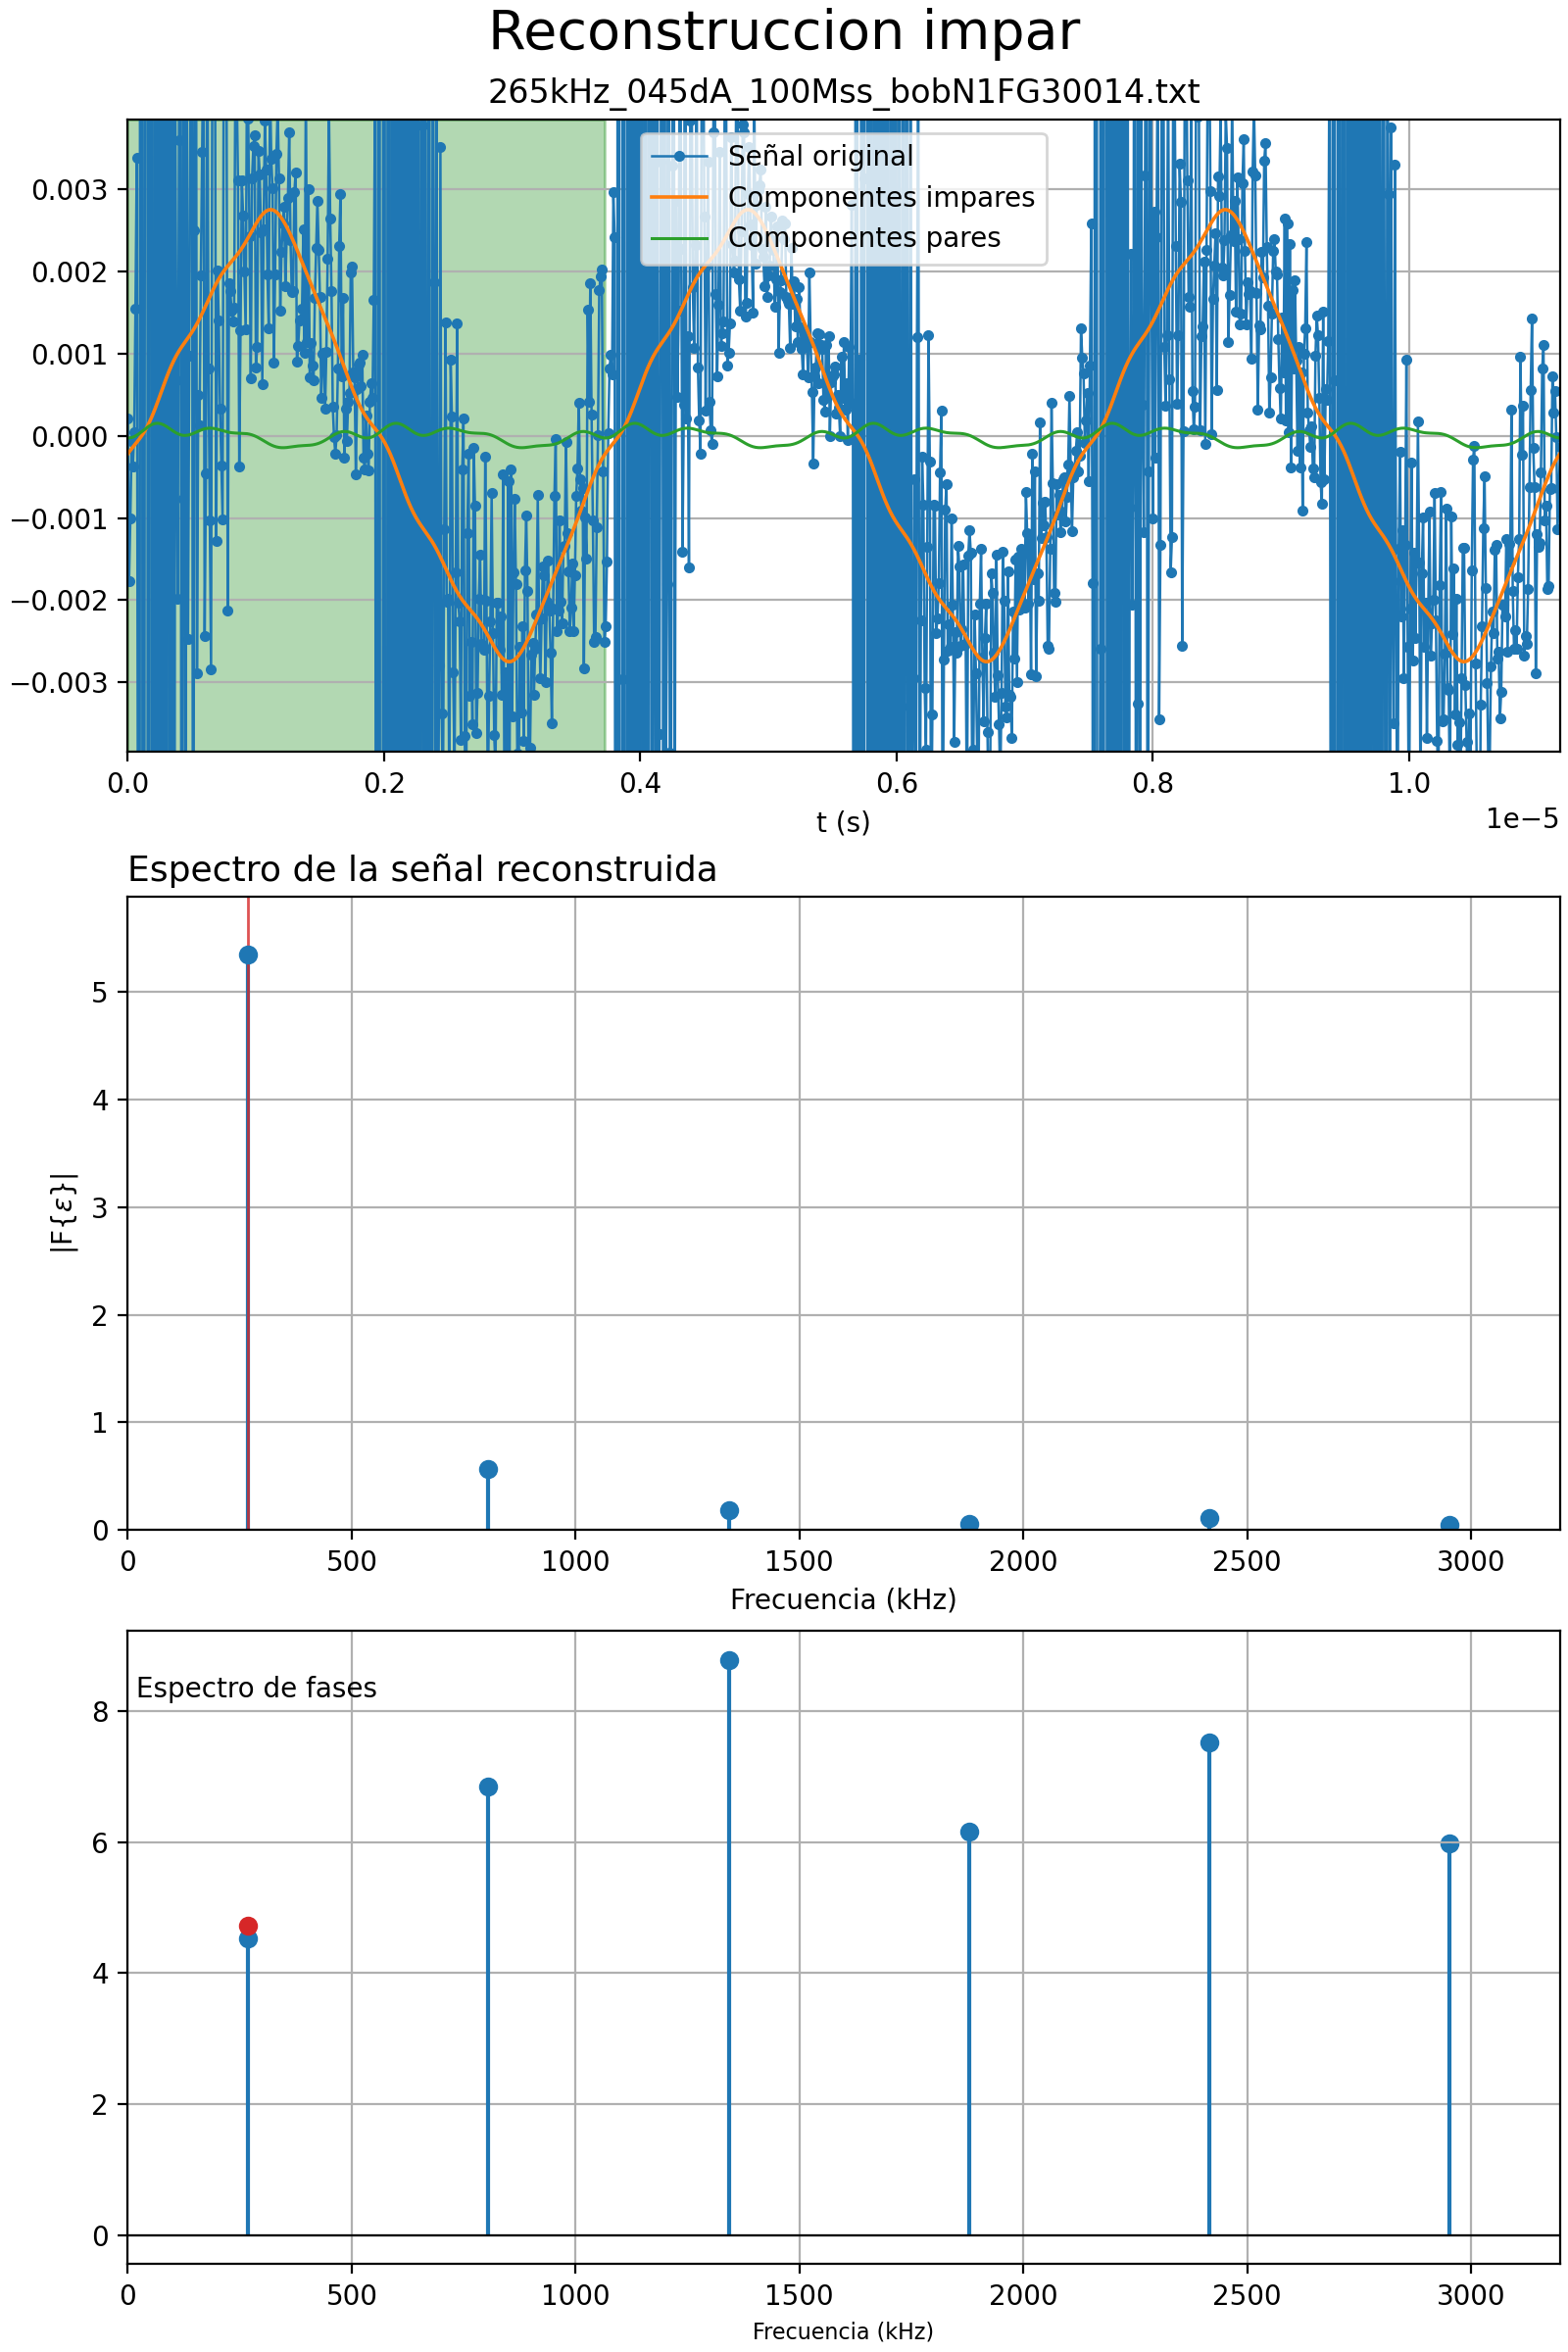 Reconstruccion impar
265kHz_045dA_100Mss_bobN1FG30014.txt
Señal original
Componentes impares
Componentes pares
0.003
0.002
0.001
0.000
−0.001
−0.002
−0.003
0.0 0.2 0.4 0.6 0.8 1.0
t (s)
1e−5
Espectro de la señal reconstruida
|F{ε}|
5
4
3
2
1
0
0 500 1000 1500 2000 2500 3000
Frecuencia (kHz)
Espectro de fases
8
6
4
2
0
0 500 1000 1500 2000 2500 3000
Frecuencia (kHz)